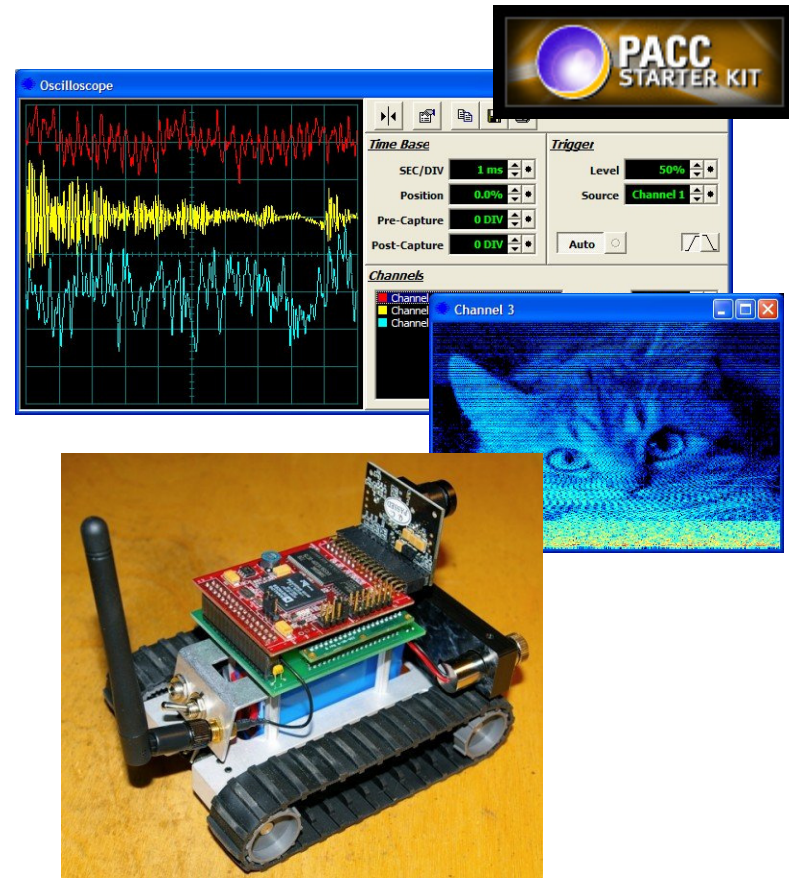 PACC
STARTER KIT
Oscilloscope
Time Base
Trigger
SEC/DIV 1 ms
Level 50%
Position 0.0%
Source Channel 1
Pre-Capture 0 DIV
Post-Capture 0 DIV
Auto
Channels
Channel
Channel
Channel
Channel 3